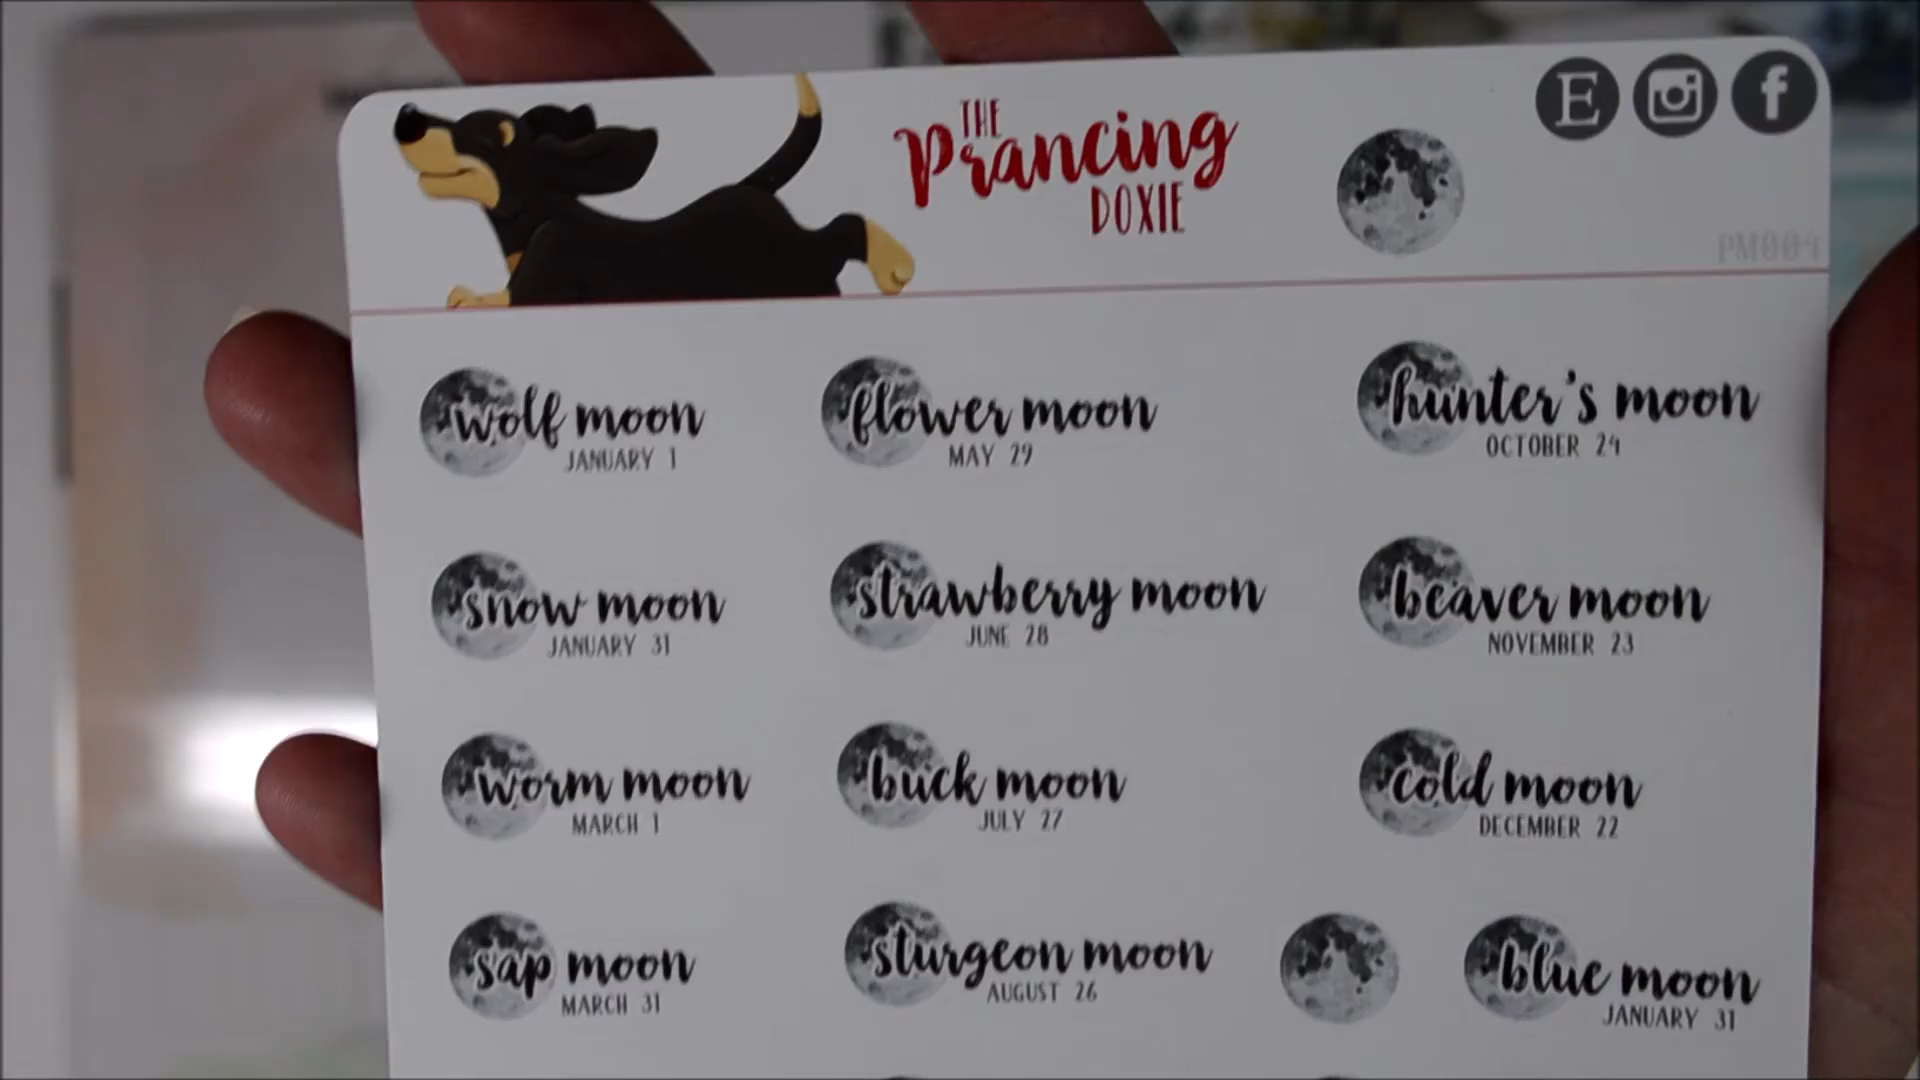 THE
Prancing
DOXIE
E
f
PM004
wolf moon
JANUARY 1
flower moon
MAY 29
hunter's moon
OCTOBER 24
snow moon
JANUARY 31
strawberry moon
JUNE 28
beaver moon
NOVEMBER 23
worm moon
MARCH 1
buck moon
JULY 27
cold moon
DECEMBER 22
sap moon
MARCH 31
sturgeon moon
AUGUST 26
blue moon
JANUARY 31